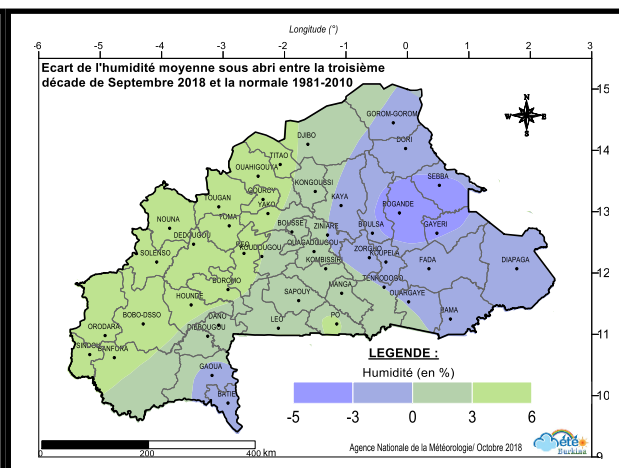 Longitude (°)
-6 -5 -4 -3 -2 -1 0 1 2 3
Ecart de l'humidité moyenne sous abri entre la troisième
décade de Septembre 2018 et la normale 1981-2010
15
N
W E
S
GOROM-GOROM
DJIBO
DORI
14
TITAO
OUAHIGOUYA
SEBBA
KONGOUSSI
GOURCY
TOUGAN
KAYA
YAKO
BOGANDE
13
NOUNA
TOMA
BOUSSE
ZINIARE
BOULSA
GAYERI
DEDOUGOU
OUAGADOUGOU
REO
KOUDOUGOU
ZORGHO
KOUPELA
SOLENSO
KOMBISSIRI
FADA
DIAPAGA
12
TENKODOGO
BOROMO
MANGA
SAPOUY
HOUNDE
OUARGAYE
BOBO-DSSO
DANO
LEO
PÔ
PAMA
ORODARA
DIEBOUGOU
11
SINDOU
BANFORA
LEGENDE :
GAOUA
Humidité (en %)
BATIE
10
-5 -3 0 3 6
Agence Nationale de la Météorologie/ Octobre 2018
Météo
Burkina
0 200 400 km
9